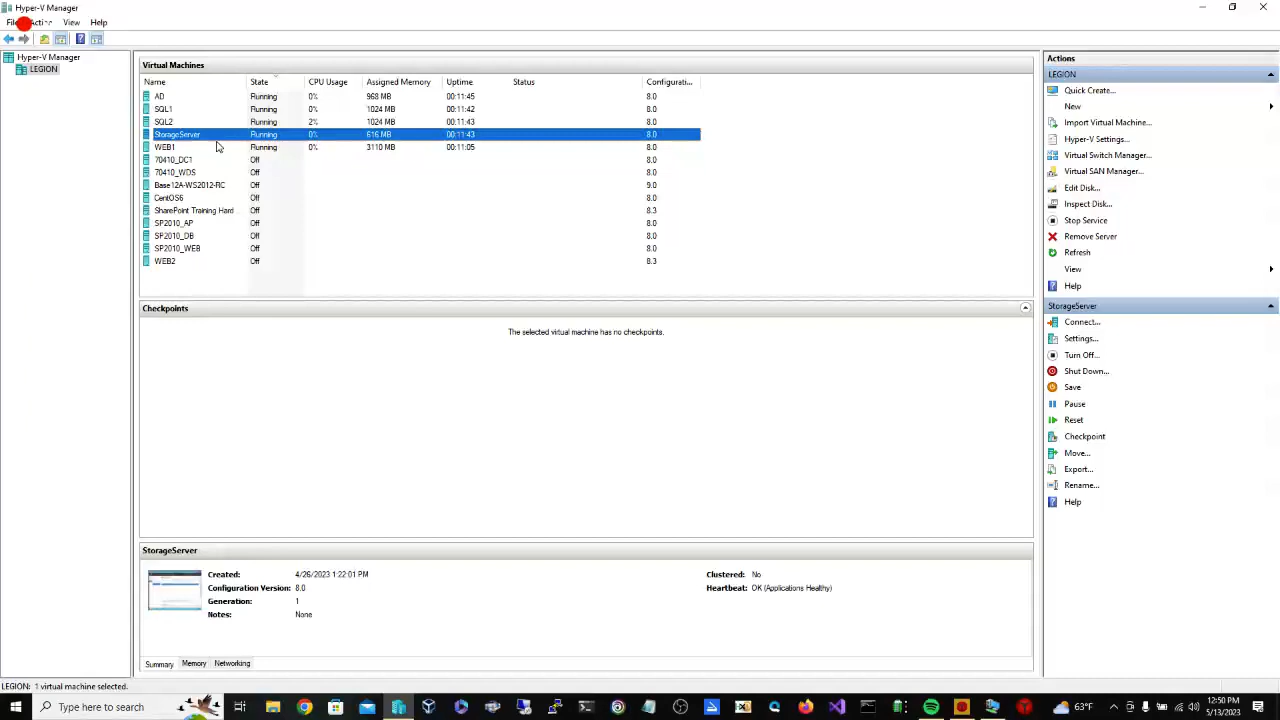 Hyper-V Manager
File Action View Help
Hyper-V Manager
LEGION
Virtual Machines
Name State CPU Usage Assigned Memory Uptime Status Configurati...
AD Running 0% 968 MB 00:11:45 8.0
SQL1 Running 0% 1024 MB 00:11:42 8.0
SQL2 Running 2% 1024 MB 00:11:43 8.0
StorageServer Running 0% 616 MB 00:11:43 8.0
WEB1 Running 0% 3110 MB 00:11:05 8.0
70410_DC1 Off 8.0
70410_WDS Off 8.0
Base12A-WS2012-RC Off 9.0
CentOS6 Off 8.0
SharePoint Training Hard Off 8.3
SP2010_AP Off 8.0
SP2010_DB Off 8.0
SP2010_WEB Off 8.0
WEB2 Off 8.3
Checkpoints
The selected virtual machine has no checkpoints.
StorageServer
Created: 4/26/2023 1:22:01 PM Clustered: No
Configuration Version: 8.0 Heartbeat: OK (Applications Healthy)
Generation: 1
Notes: None
Summary Memory Networking
Actions
LEGION
Quick Create...
New
Import Virtual Machine...
Hyper-V Settings...
Virtual Switch Manager...
Virtual SAN Manager...
Edit Disk...
Inspect Disk...
Stop Service
Remove Server
Refresh
View
Help
StorageServer
Connect...
Settings...
Turn Off...
Shut Down...
Save
Pause
Reset
Checkpoint
Move...
Export...
Rename...
Help
LEGION: 1 virtual machine selected.
Type here to search
63°F
12:50 PM
5/13/2023